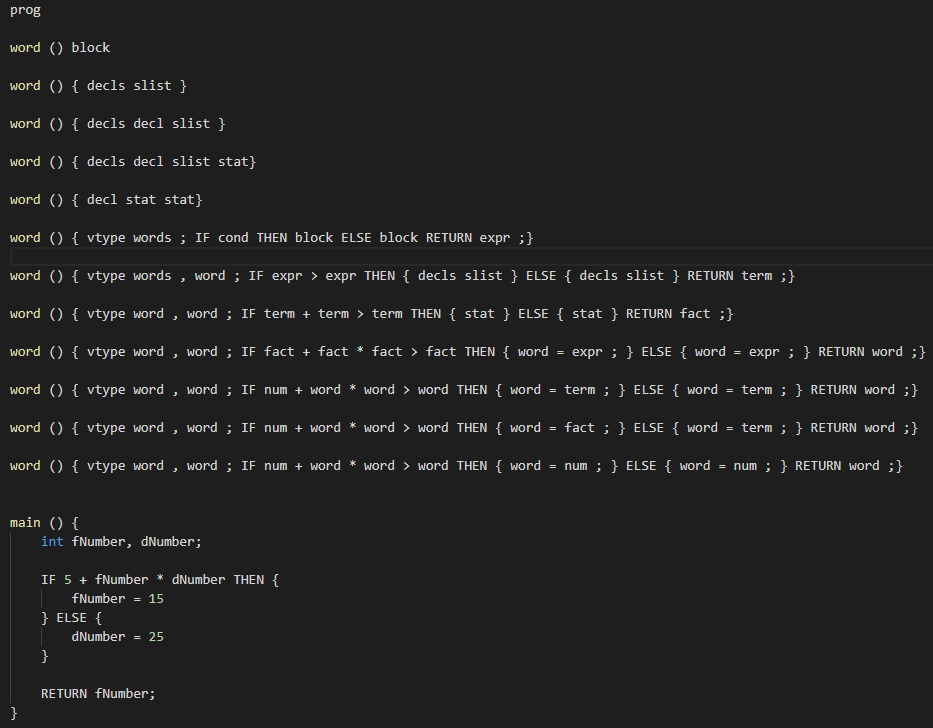 prog
word () block
word () { decls slist }
word () { decls decl slist }
word () { decls decl slist stat}
word () { decl stat stat}
word () { vtype words ; IF cond THEN block ELSE block RETURN expr ;}
word () { vtype words , word ; IF expr > expr THEN { decls slist } ELSE { decls slist } RETURN term ;}
word () { vtype word , word ; IF term + term > term THEN { stat } ELSE { stat } RETURN fact ;}
word () { vtype word , word ; IF fact + fact * fact > fact THEN { word = expr ; } ELSE { word = expr ; } RETURN word ;}
word () { vtype word , word ; IF num + word * word > word THEN { word = term ; } ELSE { word = term ; } RETURN word ;}
word () { vtype word , word ; IF num + word * word > word THEN { word = fact ; } ELSE { word = term ; } RETURN word ;}
word () { vtype word , word ; IF num + word * word > word THEN { word = num ; } ELSE { word = num ; } RETURN word ;}
main () {
int fNumber, dNumber;
IF 5 + fNumber * dNumber THEN {
fNumber = 15
} ELSE {
dNumber = 25
}
RETURN fNumber;
}